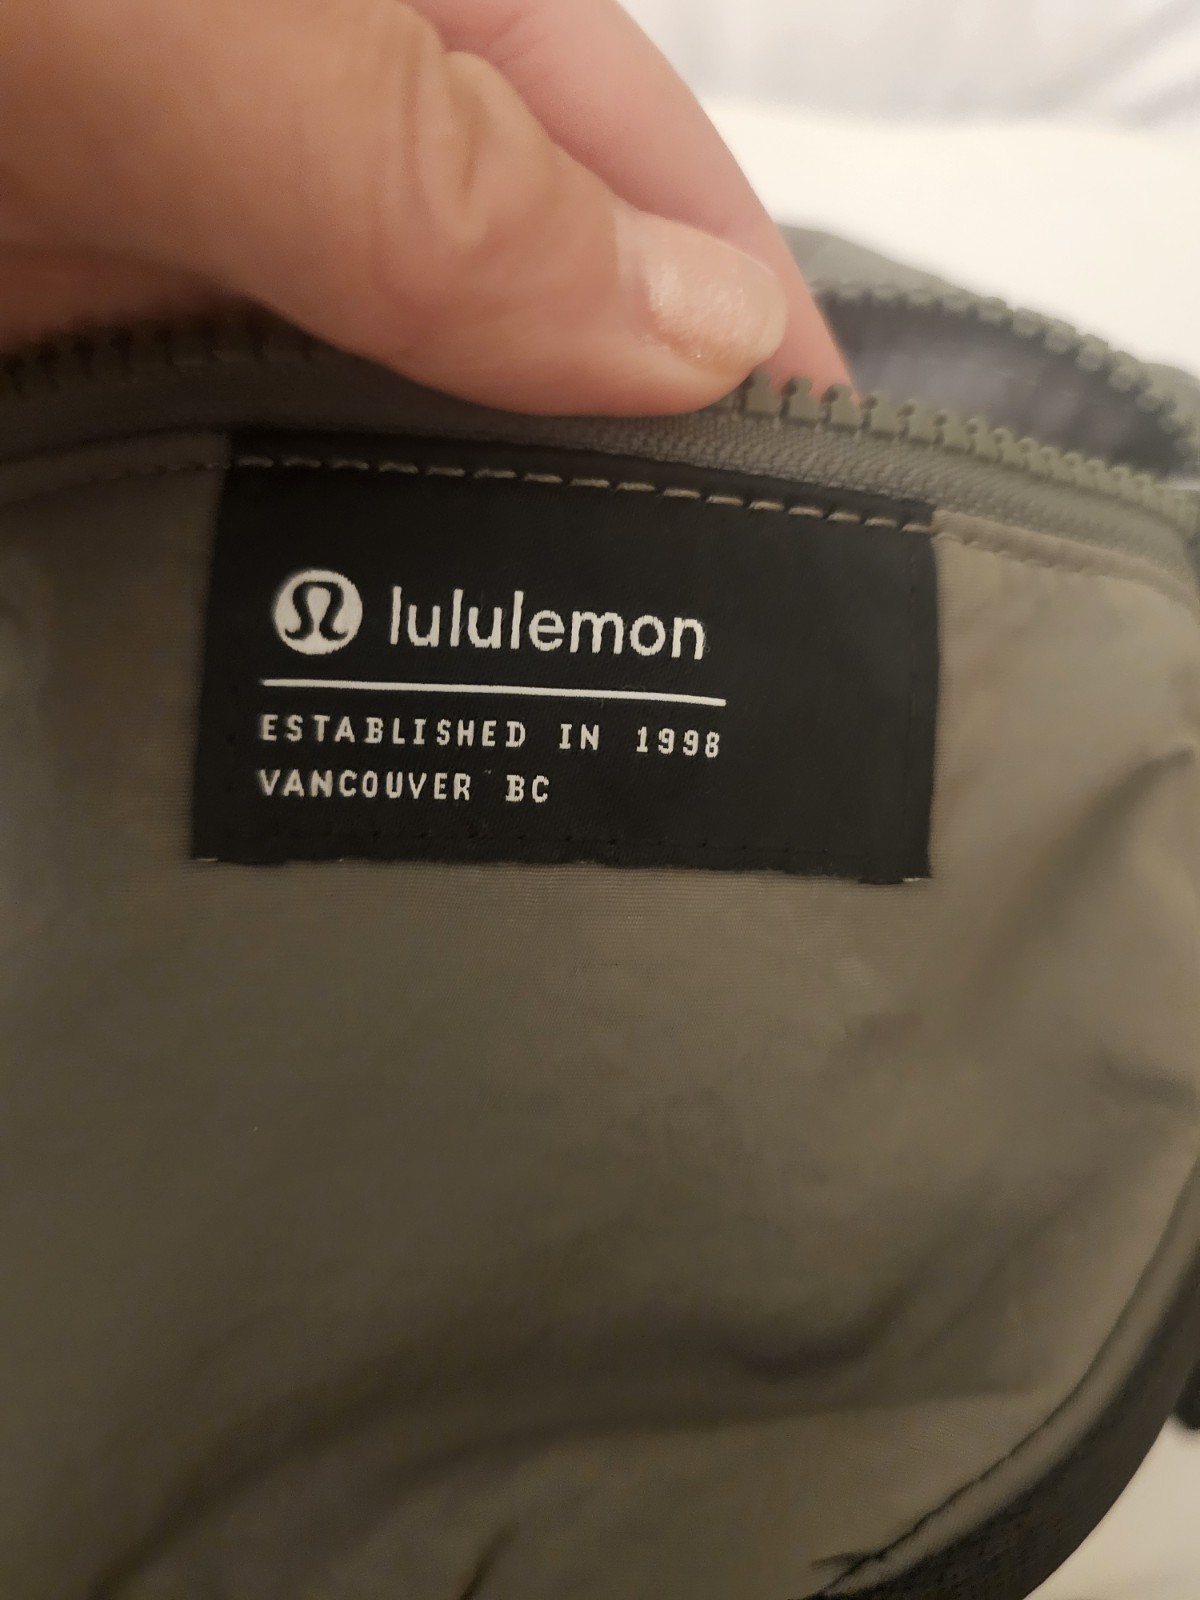 lululemon
ESTABLISHED IN 1998
VANCOUVER BC